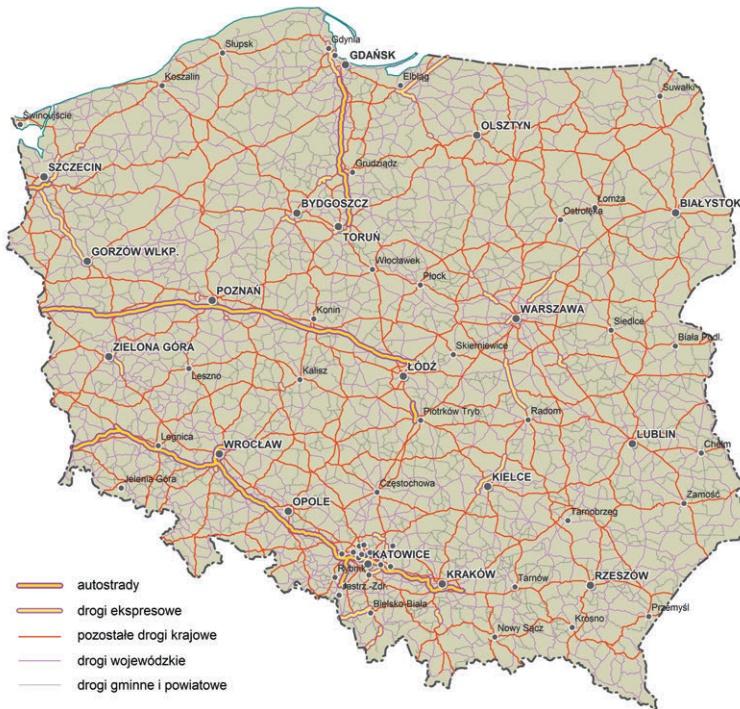 Gdynia
Słupsk
GDAŃSK
Koszalin
Elbląg
Suwałki
Świnoujście
OLSZTYN
SZCZECIN
Grudziądz
BYDGOSZCZ
Łomża
BIAŁYSTOK
Ostrołęka
TORUŃ
GORZÓW WLKP.
Włocławek
Płock
POZNAŃ
Konin
WARSZAWA
Siedlce
Biała Podl.
Skierniewice
ZIELONA GÓRA
Leszno
Kalisz
ŁÓDŹ
Piotrków Tryb.
Radom
Legnica
WROCŁAW
LUBLIN
Chełm
Jelenia Góra
Częstochowa
KIELCE
OPOLE
Zamość
Tarnobrzeg
KATOWICE
Rybnik
KRAKÓW
Tarnów
RZESZÓW
Jastrz.-Zdr.
Bielsko-Biała
Przemyśl
Krosno
Nowy Sącz
autostrady
drogi ekspresowe
pozostałe drogi krajowe
drogi wojewódzkie
drogi gminne i powiatowe